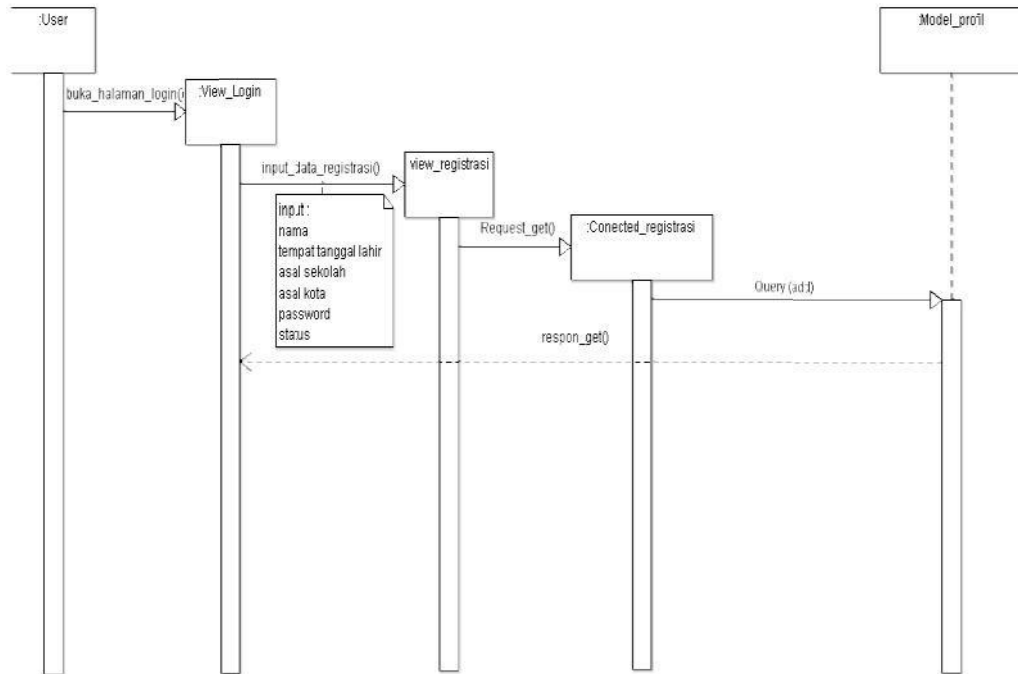 :User
:Model_profil
buka_halaman_login()
:View_Login
input_data_registrasi()
view_registrasi
input :
nama
tempat tanggal lahir
asal sekolah
asal kota
password
status
Request_get()
:Conected_registrasi
Query (add)
respon_get()